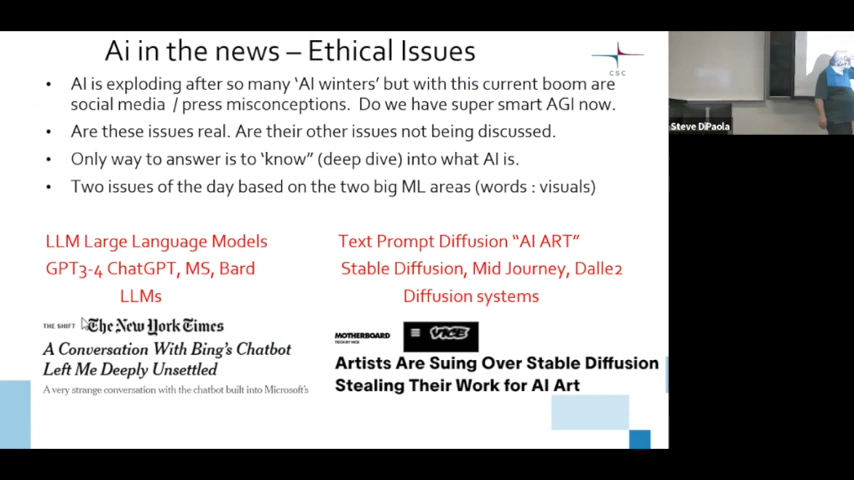 Ai in the news – Ethical Issues
CSC
• AI is exploding after so many ‘AI winters’ but with this current boom are
social media / press misconceptions. Do we have super smart AGI now.
• Are these issues real. Are their other issues not being discussed.
• Only way to answer is to ‘know” (deep dive) into what AI is.
• Two issues of the day based on the two big ML areas (words : visuals)
LLM Large Language Models
GPT3-4 ChatGPT, MS, Bard
LLMs
THE SHIFT The New York Times
A Conversation With Bing’s Chatbot
Left Me Deeply Unsettled
A very strange conversation with the chatbot built into Microsoft’s
Text Prompt Diffusion “AI ART”
Stable Diffusion, Mid Journey, Dalle2
Diffusion systems
MOTHERBOARD
TECH BY VICE
VICE
Artists Are Suing Over Stable Diffusion
Stealing Their Work for AI Art
Steve DiPaola